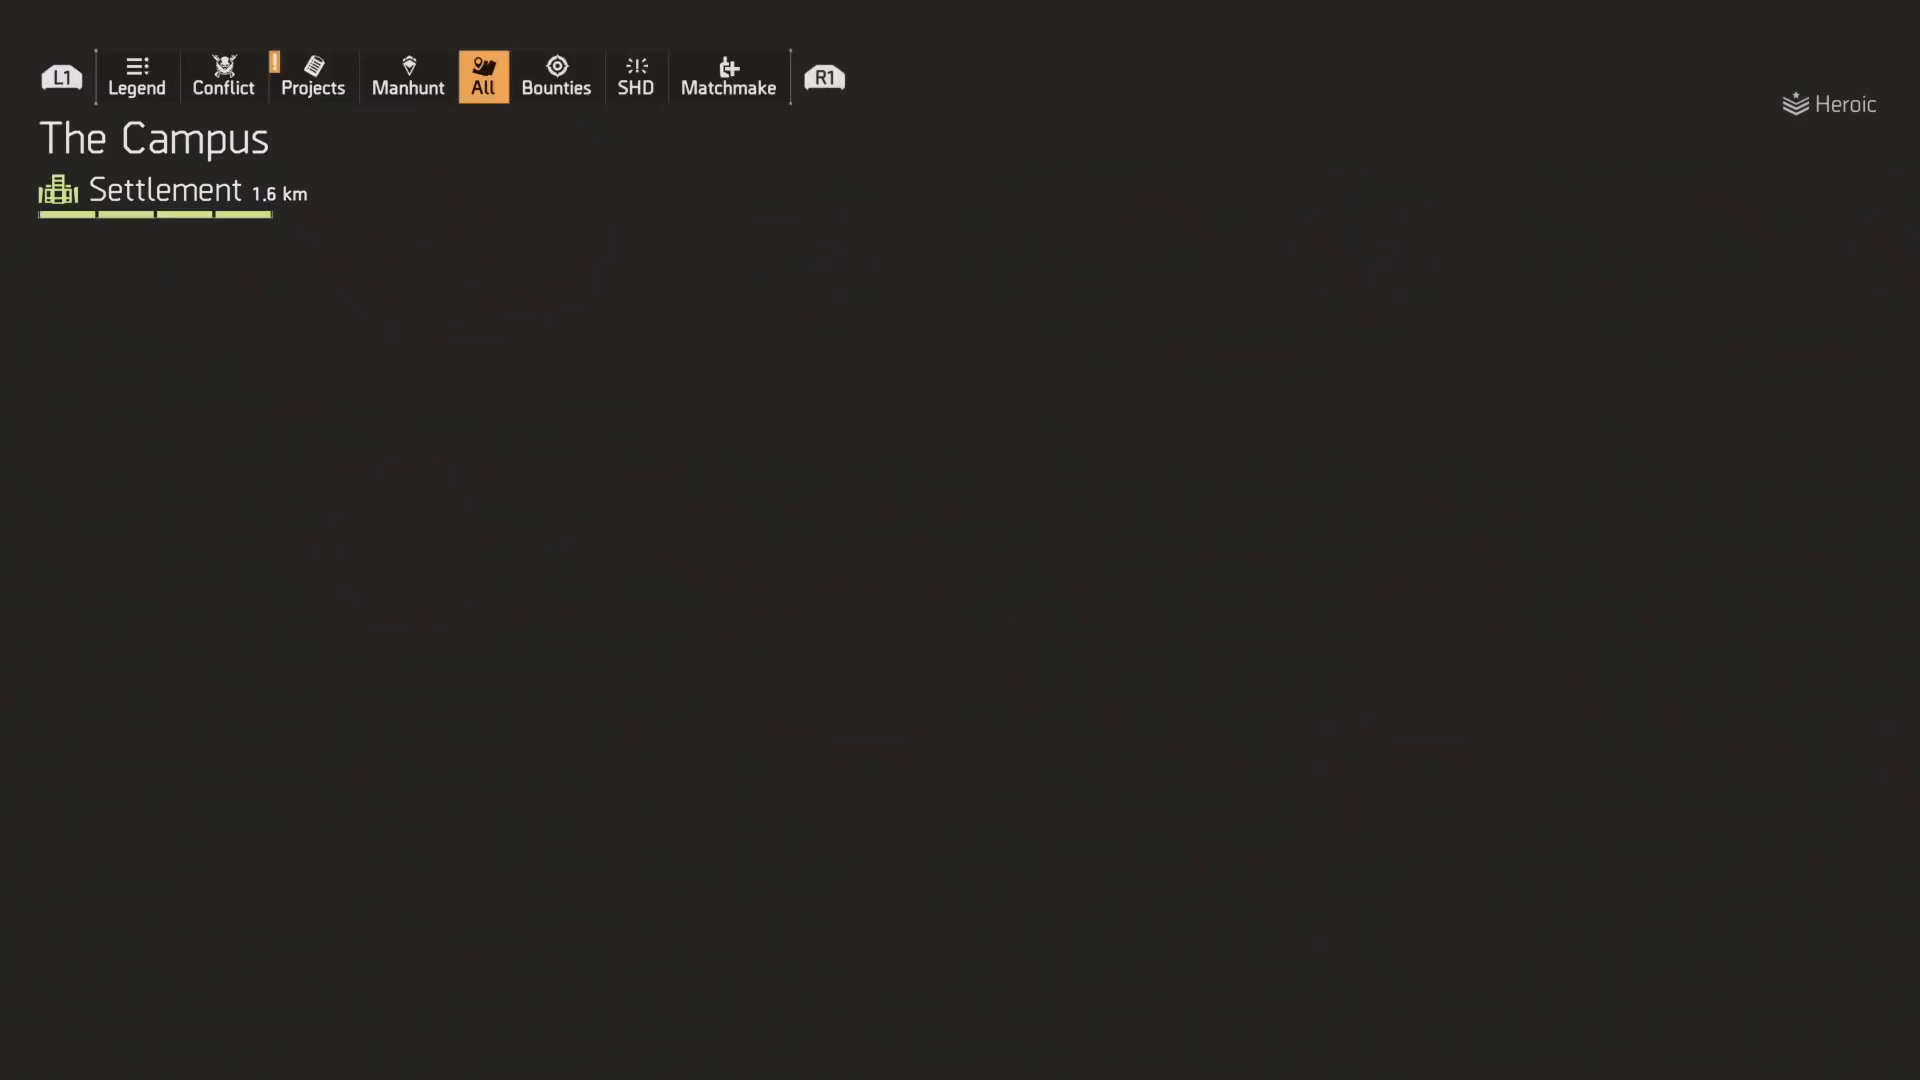 L1 Legend Conflict Projects Manhunt All Bounties SHD Matchmake R1
Heroic
The Campus
Settlement 1.6 km